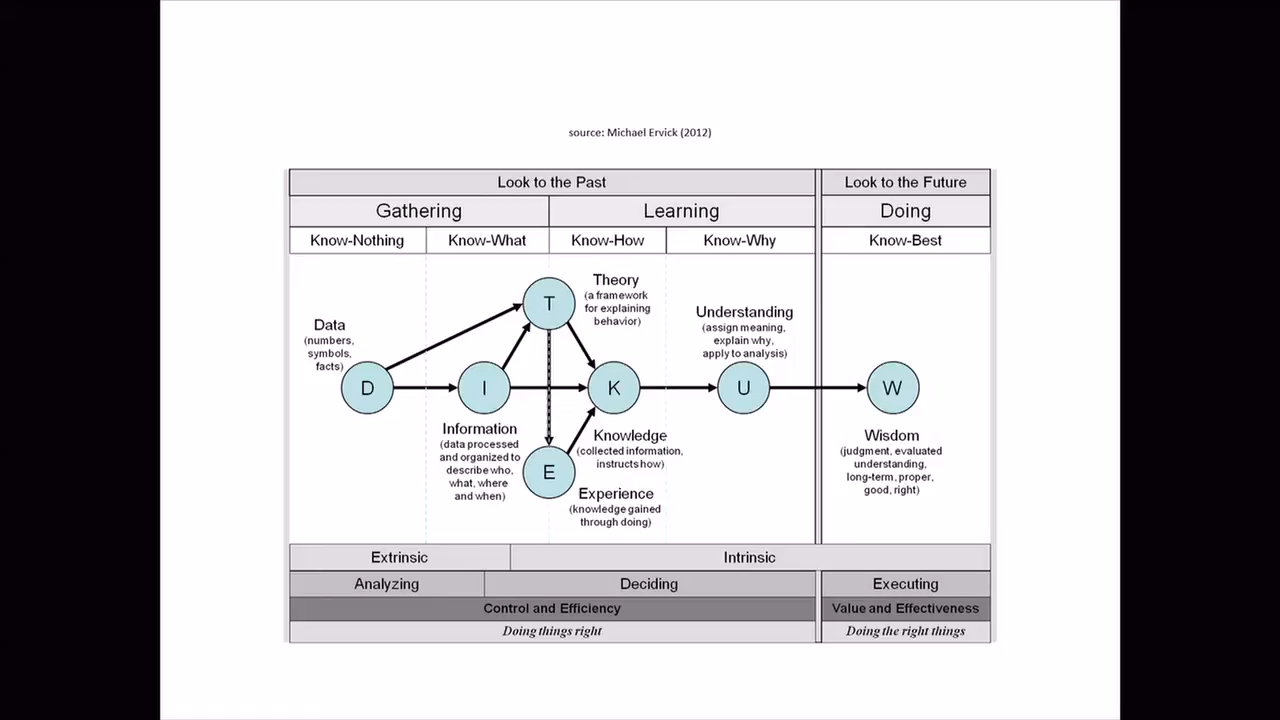 source: Michael Ervick (2012)
Look to the Past
Look to the Future
Gathering
Learning
Doing
Know-Nothing
Know-What
Know-How
Know-Why
Know-Best
Theory
(a framework
for explaining
behavior)
T
Data
(numbers,
symbols,
facts)
D
I
Information
(data processed
and organized to
describe who,
what, where
and when)
K
Knowledge
(collected information,
instructs how)
E
Experience
(knowledge gained
through doing)
Understanding
(assign meaning,
explain why,
apply to analysis)
U
W
Wisdom
(judgment, evaluated
understanding,
long-term, proper,
good, right)
Extrinsic
Intrinsic
Analyzing
Deciding
Executing
Control and Efficiency
Value and Effectiveness
Doing things right
Doing the right things